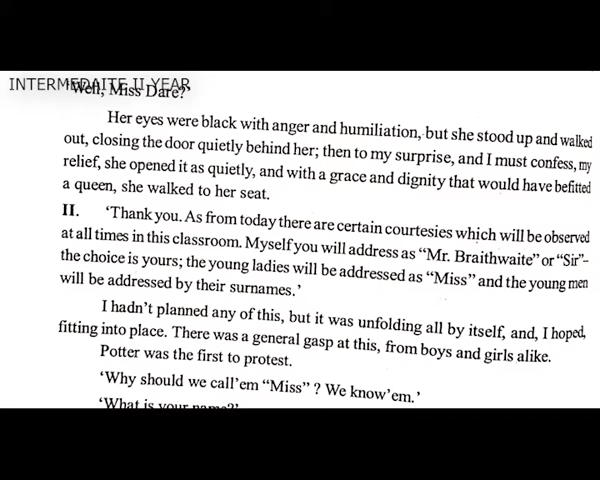 INTERMEDAITE II YEAR
'Well, Miss Dare?'
Her eyes were black with anger and humiliation, but she stood up and walked
out, closing the door quietly behind her; then to my surprise, and I must confess, my
relief, she opened it as quietly, and with a grace and dignity that would have befitted
a queen, she walked to her seat.
II. 'Thank you. As from today there are certain courtesies which will be observed
at all times in this classroom. Myself you will address as “Mr. Braithwaite” or “Sir”–
the choice is yours; the young ladies will be addressed as “Miss” and the young men
will be addressed by their surnames.'
I hadn't planned any of this, but it was unfolding all by itself, and, I hoped,
fitting into place. There was a general gasp at this, from boys and girls alike.
Potter was the first to protest.
'Why should we call'em “Miss” ? We know'em.'
'What is your name?'